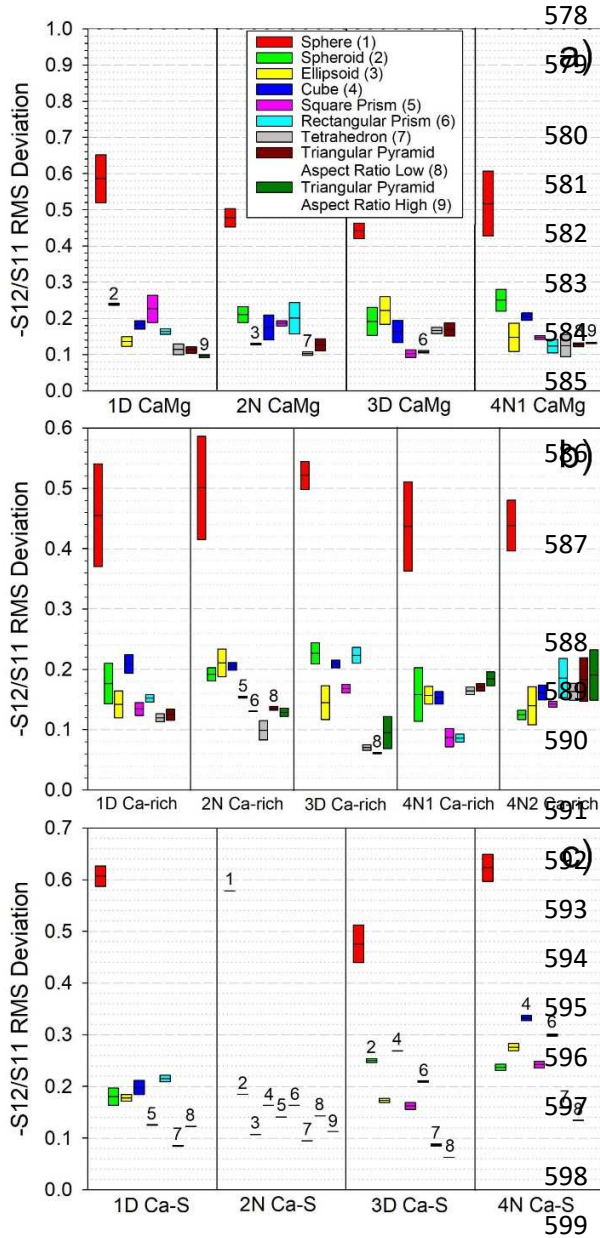 578
1.0
a)
579
Sphere (1)
Spheroid (2)
Ellipsoid (3)
Cube (4)
Square Prism (5)
Rectangular Prism (6)
Tetrahedron (7)
Triangular Pyramid
Aspect Ratio Low (8)
Triangular Pyramid
Aspect Ratio High (9)
-S12/S11 RMS Deviation
0.9
0.8
580
0.7
0.6
581
0.5
582
0.4
583
0.3
2
0.2
3
6
584
8 9
7
9
0.1
585
0.0
1D CaMg
2N CaMg
3D CaMg
4N1 CaMg
586
b)
-S12/S11 RMS Deviation
0.6
0.5
587
0.4
0.3
588
0.2
5
6
8
589
0.1
8
590
0.0
1D Ca-rich
2N Ca-rich
3D Ca-rich
4N1 Ca-rich
4N2 Ca-rich
591
c)
592
-S12/S11 RMS Deviation
0.7
0.6
1
593
0.5
594
0.4
595
4
0.3
2
4
6
596
0.2
2
4
6
6
5
5
8
597
7
8
3
7
9
7
8
7
8
0.1
598
0.0
1D Ca-S
2N Ca-S
3D Ca-S
4N Ca-S
599